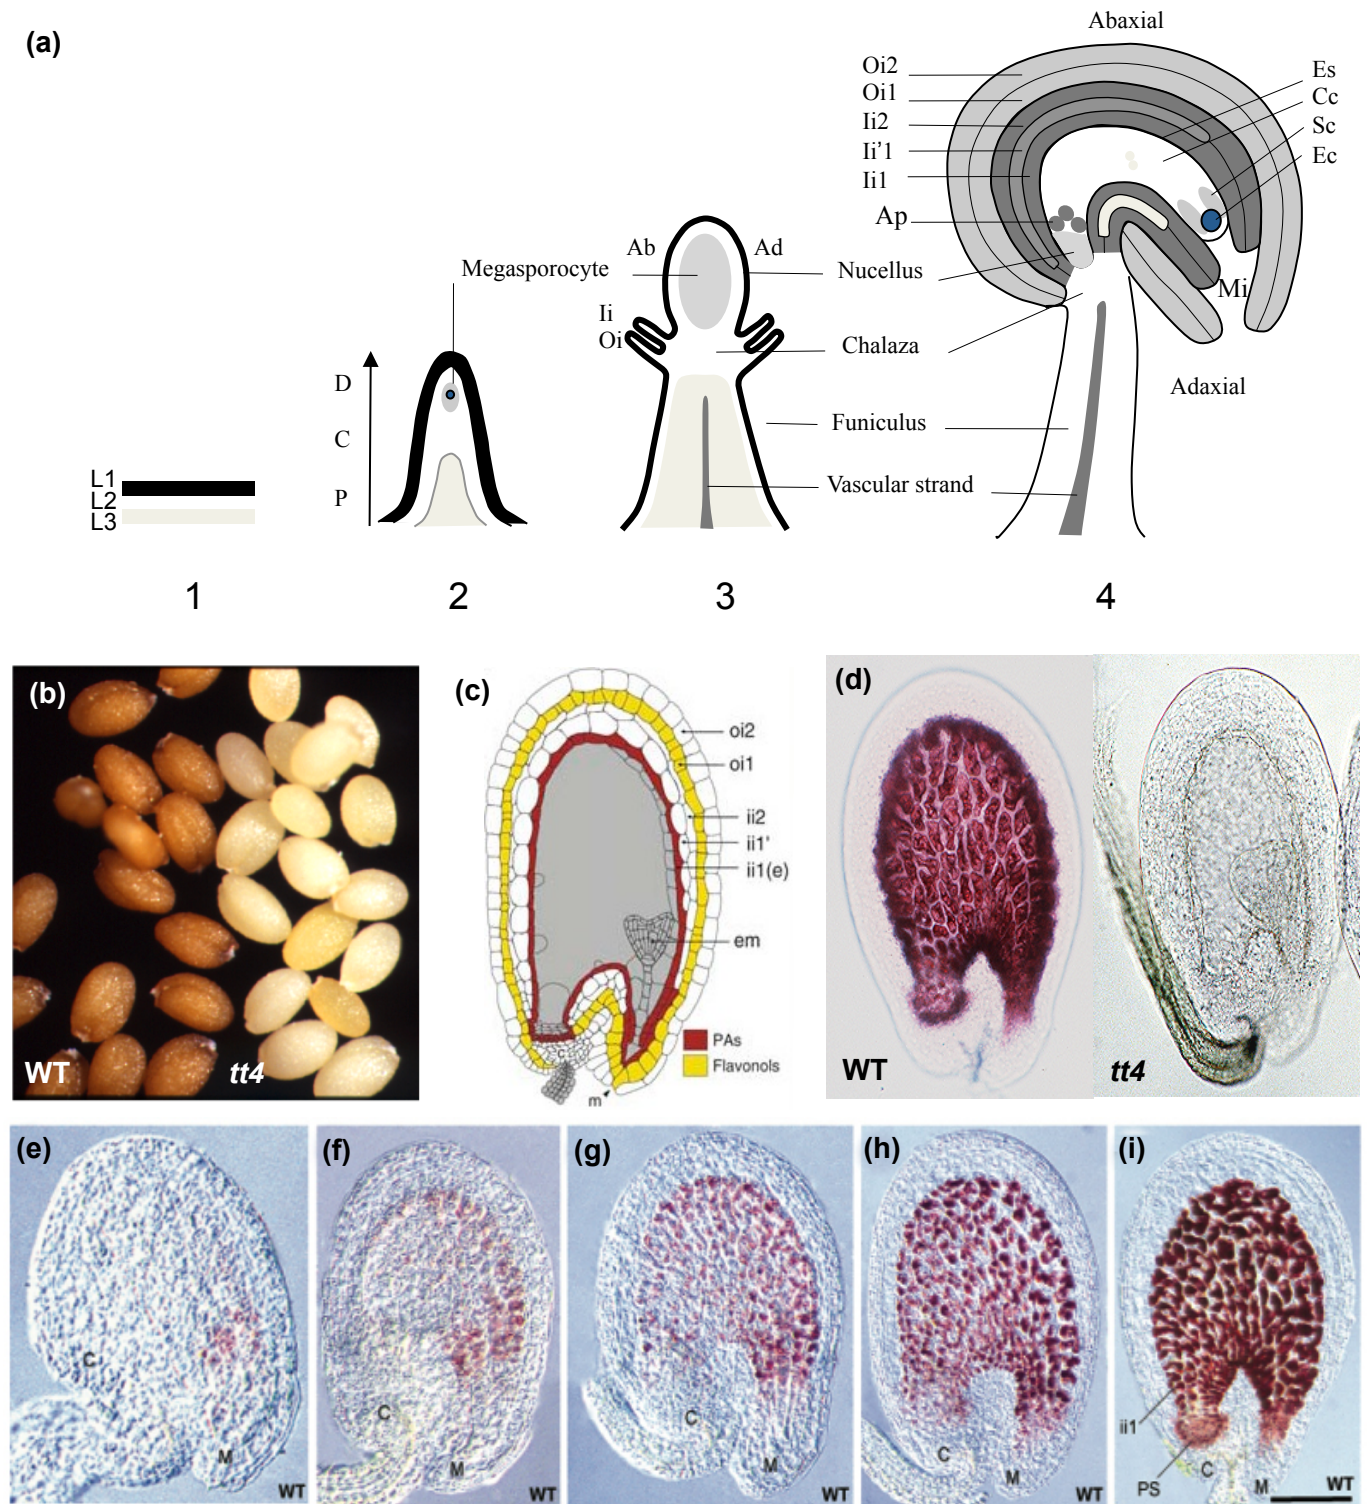 (a)
Abaxial
Oi2
Oi1
Ii2
Ii'1
Ii1
Ap
Es
Cc
Sc
Ec
Mi
Adaxial
Ab
Ad
Megasporocyte
Nucellus
Ii
Oi
Chalaza
Funiculus
Vascular strand
D
C
P
L1
L2
L3
1
2
3
4
(b)
WT
tt4
(c)
oi2
oi1
ii2
ii1'
ii1(e)
em
PAs
Flavonols
c
m
(d)
WT
tt4
(e)
C
M
WT
(f)
C
M
WT
(g)
C
M
WT
(h)
C
M
WT
(i)
ii1
PS
C
M
WT